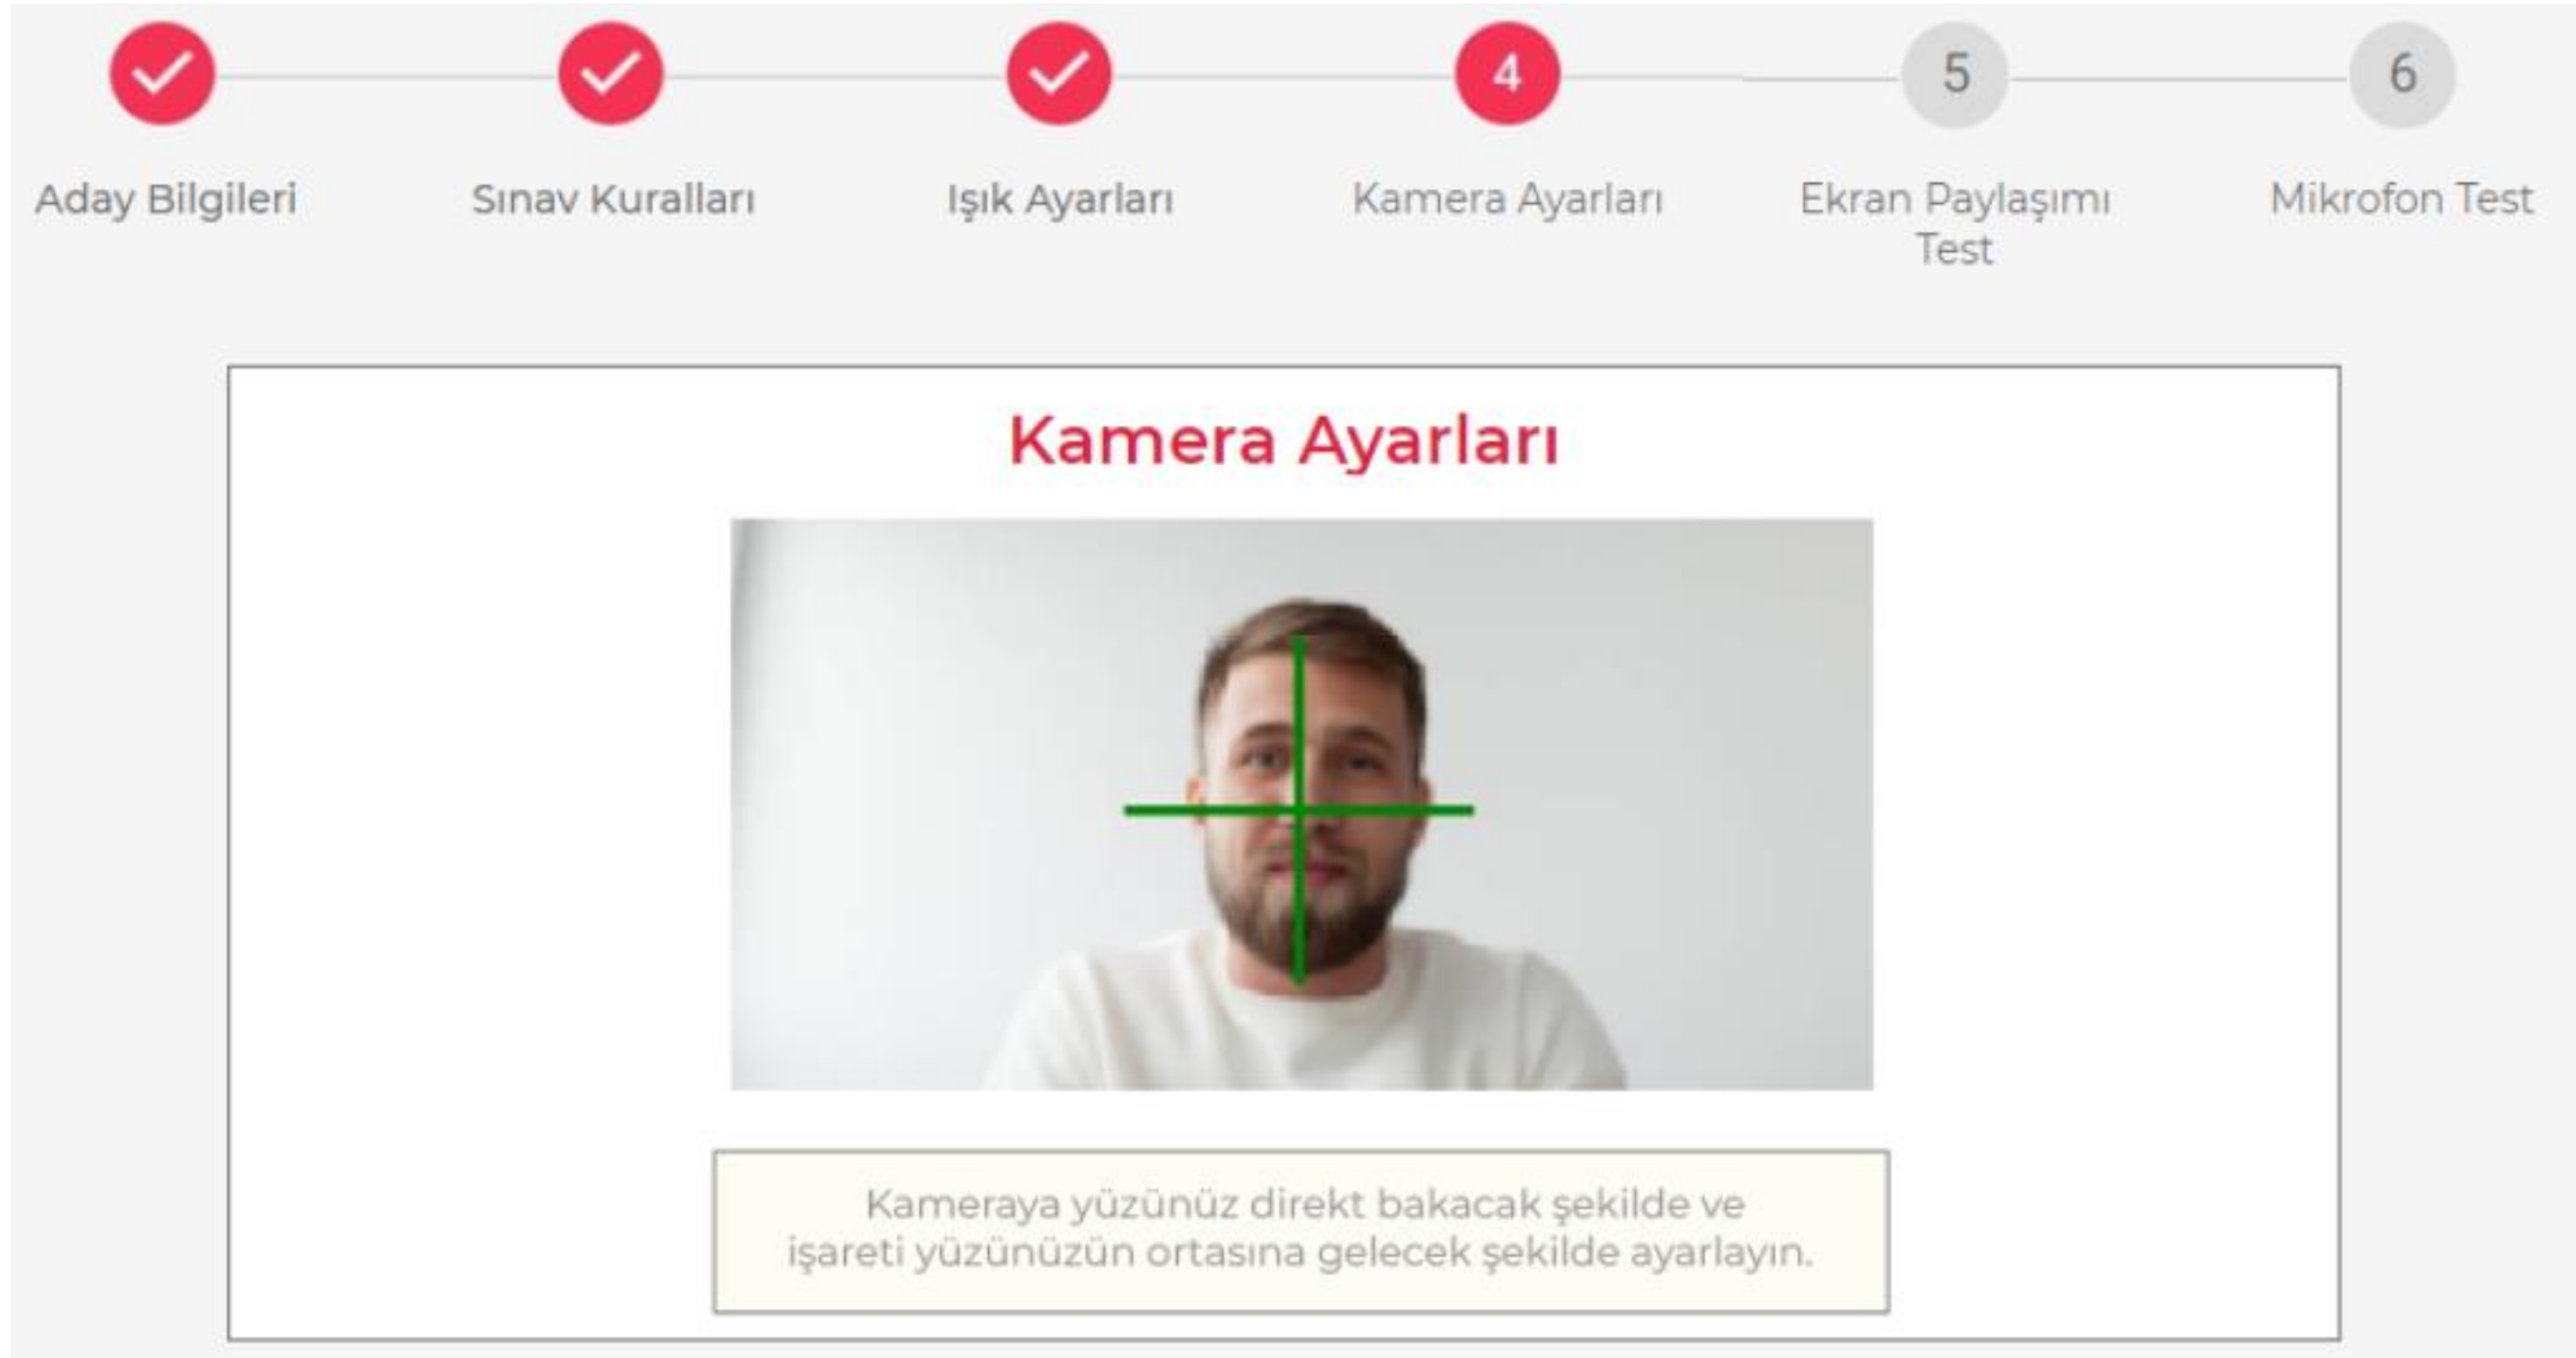 4
5
6
Aday Bilgileri
Sınav Kuralları
Işık Ayarları
Kamera Ayarları
Ekran Paylaşımı
Test
Mikrofon Test
Kamera Ayarları
Kameraya yüzünüz direkt bakacak şekilde ve
işareti yüzünüzün ortasına gelecek şekilde ayarlayın.